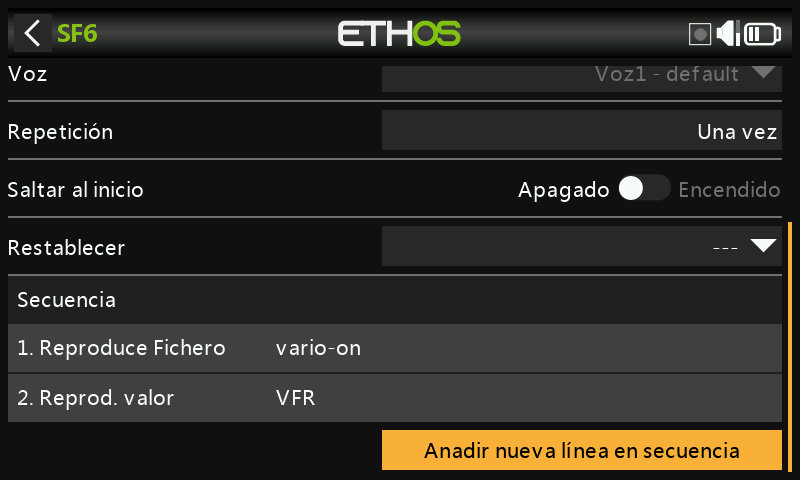 SF6
ETHOS
Voz
Voz1 - default
Repetición
Una vez
Saltar al inicio
Apagado
Encendido
Restablecer
---
Secuencia
1. Reproduce Fichero vario-on
2. Reprod. valor VFR
Anadir nueva línea en secuencia